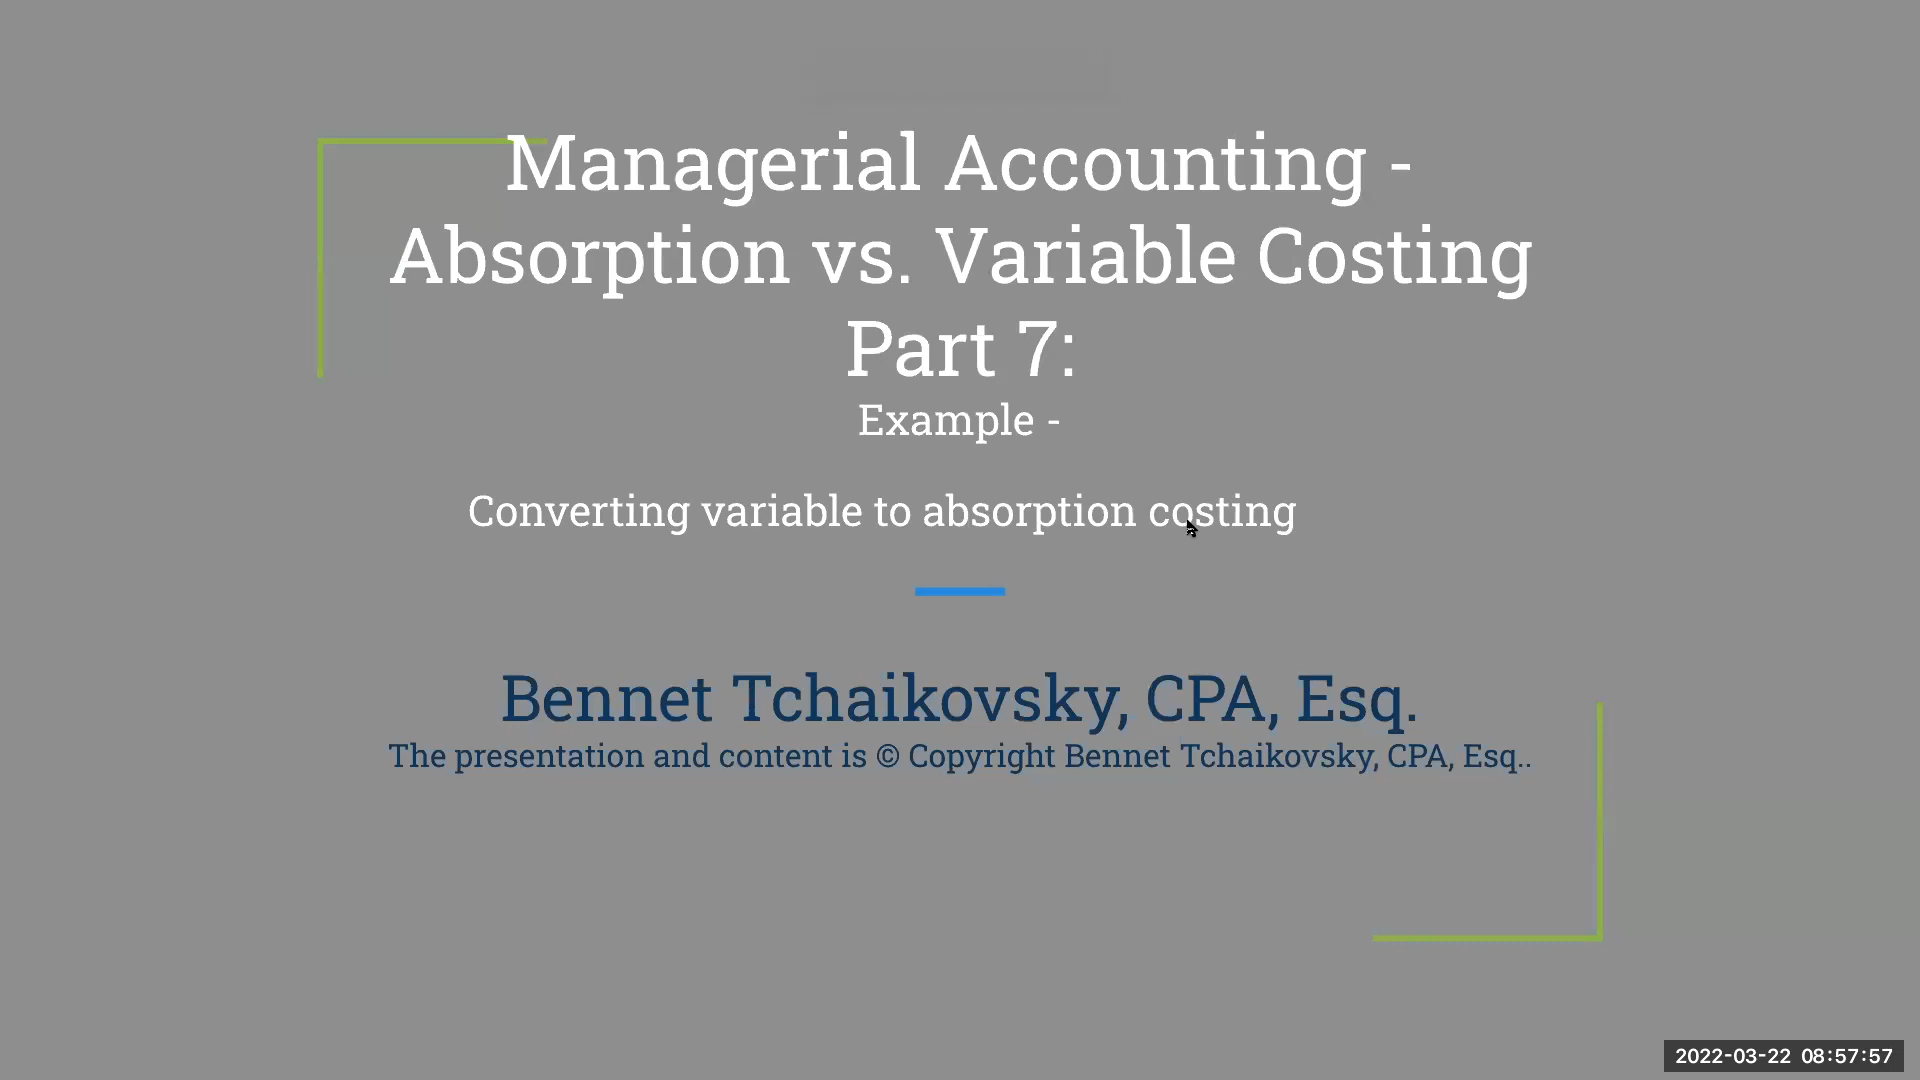 Managerial Accounting -
Absorption vs. Variable Costing
Part 7:
Example -
Converting variable to absorption costing
Bennet Tchaikovsky, CPA, Esq.
The presentation and content is © Copyright Bennet Tchaikovsky, CPA, Esq..
2022-03-22 08:57:57